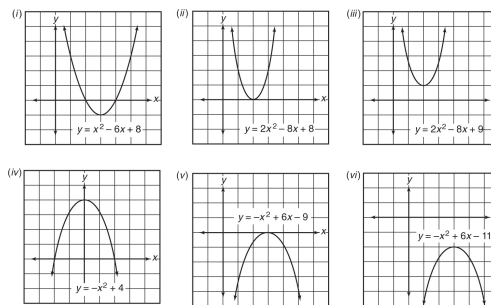 (i)
y
x
y = x² – 6x + 8
(ii)
y
x
y = 2x² – 8x + 8
(iii)
y
x
y = 2x² – 8x + 9
(iv)
y
x
y = –x² + 4
(v)
y
y = –x² + 6x – 9
x
(vi)
y
x
y = –x² + 6x – 11